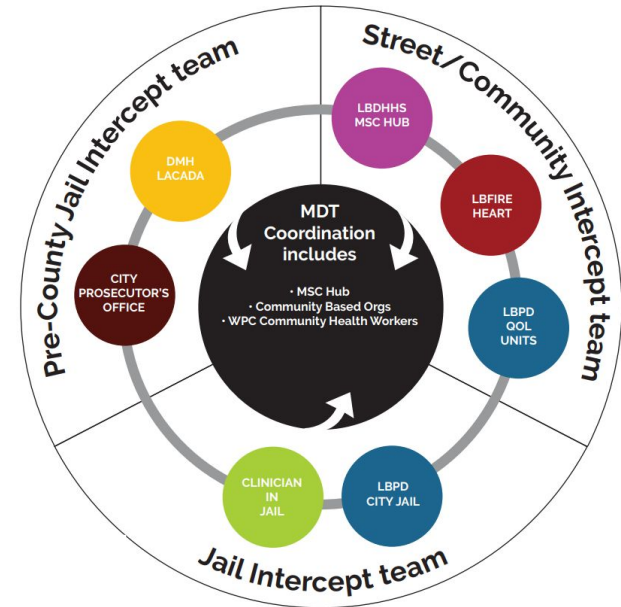 Pre-County Jail Intercept team
Street/Community Intercept team
LBDHHS
MSC HUB
DMH
LACADA
LBFIRE
HEART
MDT
Coordination
includes
• MSC Hub
• Community Based Orgs
• WPC Community Health Workers
CITY
PROSECUTOR'S
OFFICE
LBPD
QOL
UNITS
CLINICIAN
IN
JAIL
LBPD
CITY JAIL
Jail Intercept team